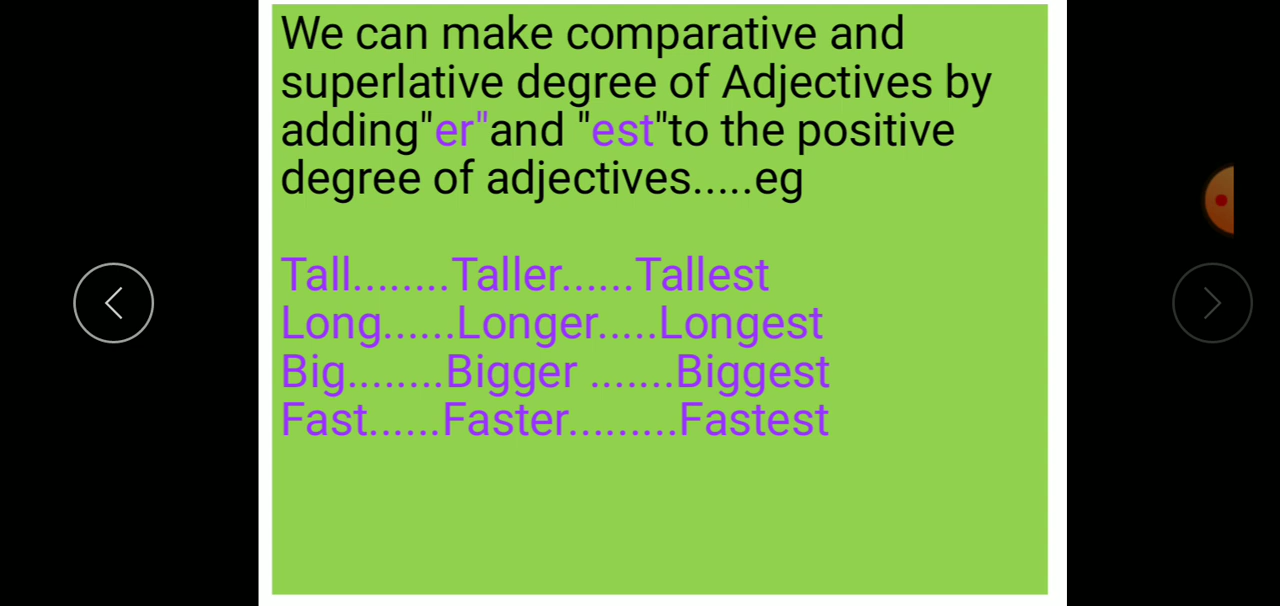 We can make comparative and
superlative degree of Adjectives by
adding"er"and "est"to the positive
degree of adjectives.....eg
Tall........Taller......Tallest
Long......Longer.....Longest
Big........Bigger .......Biggest
Fast......Faster.........Fastest